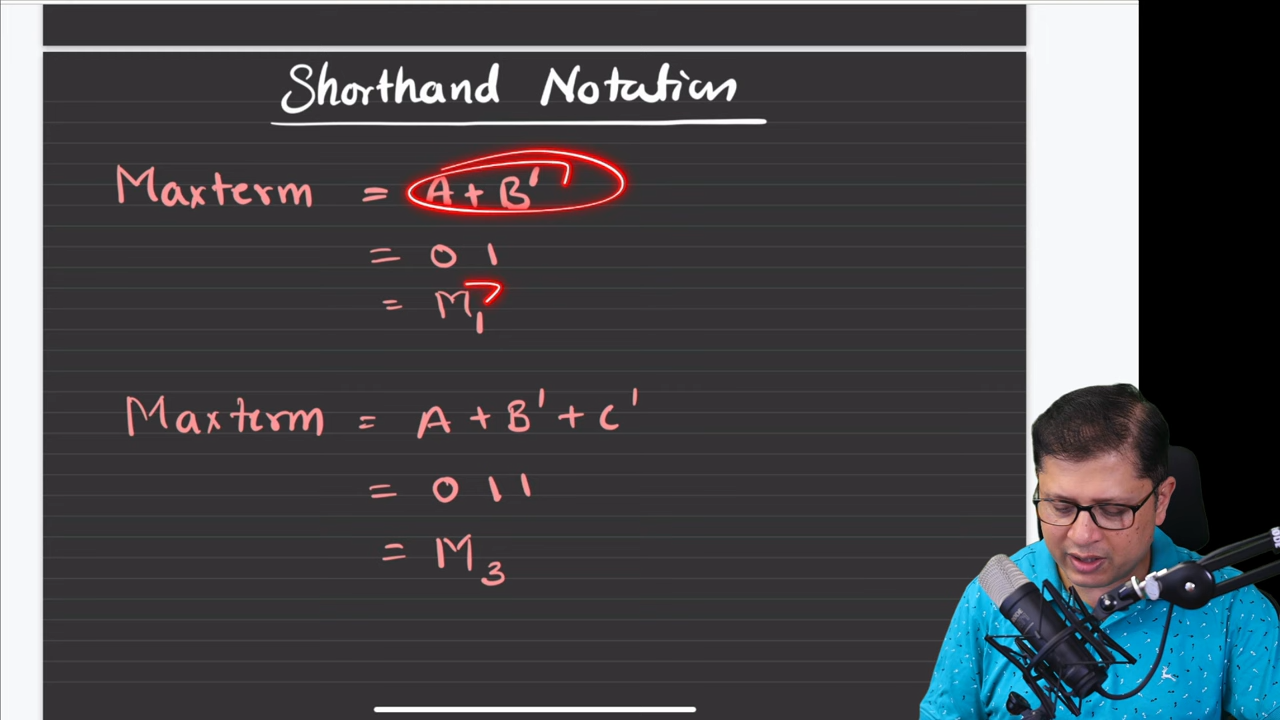 Shorthand Notation
Maxterm = A + B'
= 0 1
= M₁
Maxterm = A + B' + C'
= 0 1 1
= M₃